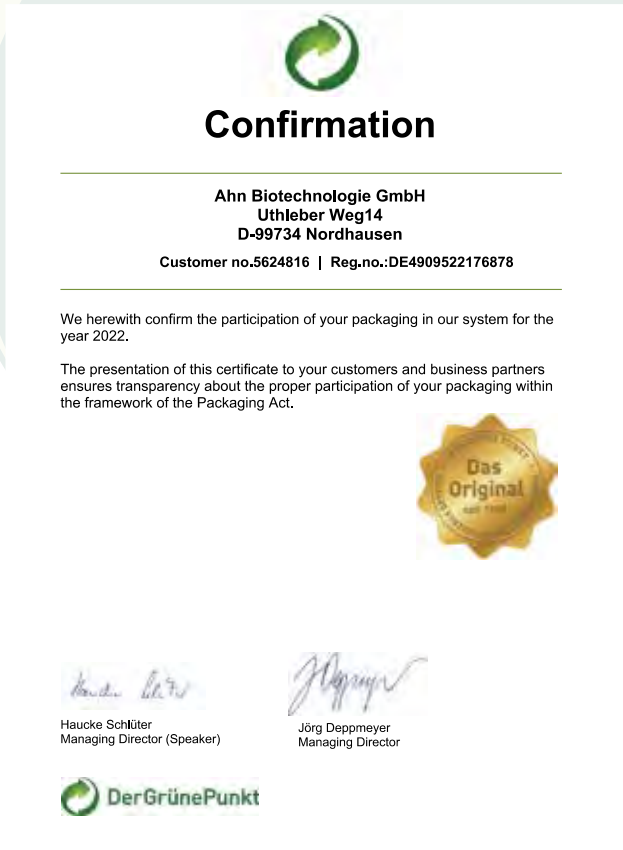 Confirmation
Ahn Biotechnologie GmbH
Uthleber Weg14
D-99734 Nordhausen
Customer no.5624816 | Reg.no.:DE4909522176878
We herewith confirm the participation of your packaging in our system for the
year 2022.
The presentation of this certificate to your customers and business partners
ensures transparency about the proper participation of your packaging within
the framework of the Packaging Act.
Das
Original
Haucke Schlüter
Managing Director (Speaker)
Jörg Deppmeyer
Managing Director
DerGrünePunkt